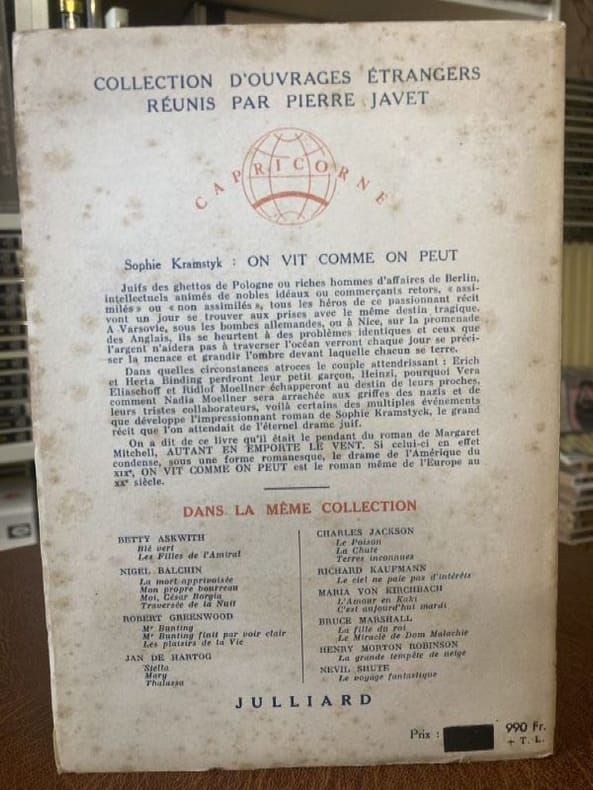 COLLECTION D'OUVRAGES ÉTRANGERS
RÉUNIS PAR PIERRE JAVET
CAPRICORNE
Sophie Kramstyk : ON VIT COMME ON PEUT
Juifs des ghettos de Pologne ou riches hommes d'affaires de Berlin,
intellectuels animés de nobles idéaux ou commerçants retors, « assi-
milés » ou « non assimilés », tous les héros de ce passionnant récit
vont un jour se trouver aux prises avec le même destin tragique.
A Varsovie, sous les bombes allemandes, ou à Nice, sur la promenade
des Anglais, ils se heurtent à des problèmes identiques et ceux que
l'argent n'aidera pas à traverser l'océan verront chaque jour se préci-
ser la menace et grandir l'ombre devant laquelle chacun se terre.
Dans quelles circonstances atroces le couple attendrissant : Erich
et Herta Binding perdront leur petit garçon, Heinzi, pourquoi Vera
Eliaschoff et Ridlof Moellner échapperont au destin de leurs proches,
comment Nadia Moellner sera arrachée aux griffes des nazis et de
leurs tristes collaborateurs, voilà certains des multiples événements
que développe l'impressionnant roman de Sophie Kramstyck, le grand
récit que l'on attendait de l'éternel drame juif.
On a dit de ce livre qu'il était le pendant du roman de Margaret
Mitchell, AUTANT EN EMPORTE LE VENT. Si celui-ci en effet
condense, sous une forme romanesque, le drame de l'Amérique du
XIXe, ON VIT COMME ON PEUT est le roman même de l'Europe au
XXe siècle.
DANS LA MÊME COLLECTION
BETTY ASKWITH
Blé vert
Les Filles de l'Amiral
NIGEL BALCHIN
La mort apprivoisée
Mon propre bourreau
Moi, César Borgia
Traversée de la Nuit
ROBERT GREENWOOD
Mr Bunting
Mr Bunting finit par voir clair
Les plaisirs de la Vie
JAN DE HARTOG
Stella
Mary
Thalassa
CHARLES JACKSON
Le Poison
La Chute
Terres inconnues
RICHARD KAUFMANN
Le ciel ne paie pas d'intérêts
MARIA VON KIRCHBACH
L'Amour en Kaki
C'est aujourd'hui mardi
BRUCE MARSHALL
La fille du roi
Le Miracle de Dom Malachie
HENRY MORTON ROBINSON
La grande tempête de neige
NEVIL SHUTE
Le voyage fantastique
JULLIARD
Prix : 990 Fr.
+ T. L.